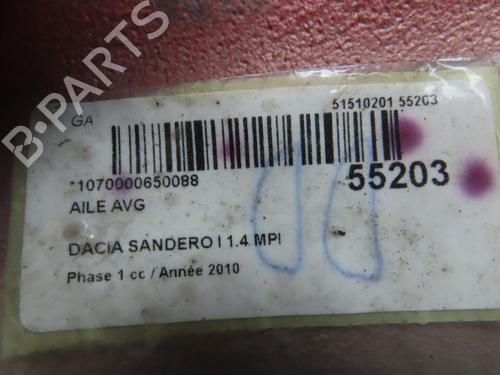 B-PARTS
51510201 55203
GA
*1070000650088
55203
AILE AVG
DACIA SANDERO I 1.4 MPI
Phase 1 cc / Année 2010